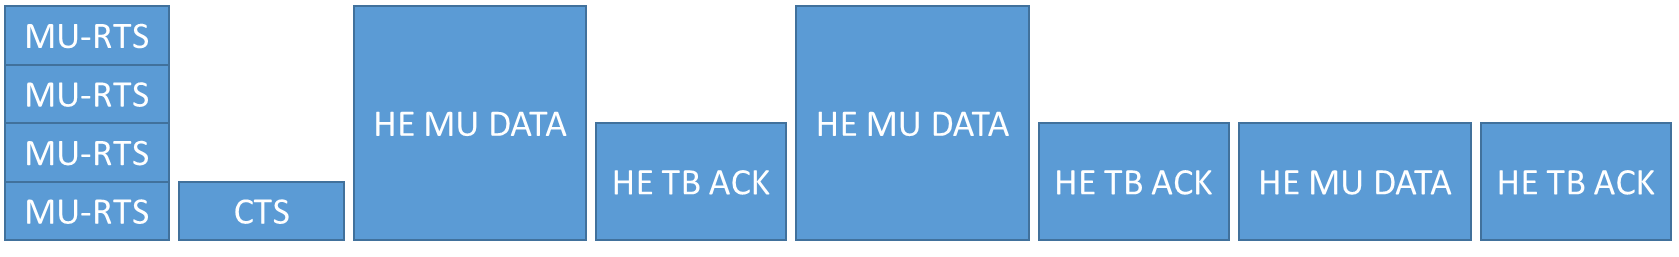 MU-RTS
MU-RTS
MU-RTS
MU-RTS
CTS
HE MU DATA
HE TB ACK
HE MU DATA
HE TB ACK
HE MU DATA
HE TB ACK